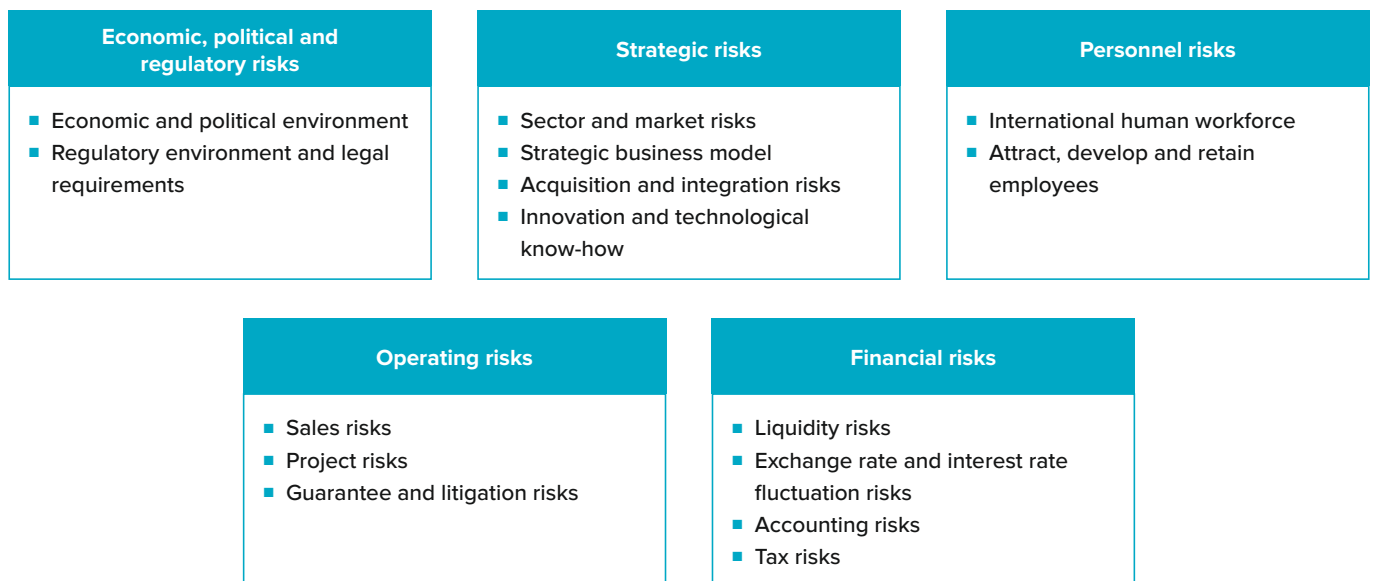 Economic, political and
regulatory risks
■ Economic and political environment
■ Regulatory environment and legal
requirements
Strategic risks
■ Sector and market risks
■ Strategic business model
■ Acquisition and integration risks
■ Innovation and technological
know-how
Personnel risks
■ International human workforce
■ Attract, develop and retain
employees
Operating risks
■ Sales risks
■ Project risks
■ Guarantee and litigation risks
Financial risks
■ Liquidity risks
■ Exchange rate and interest rate
fluctuation risks
■ Accounting risks
■ Tax risks